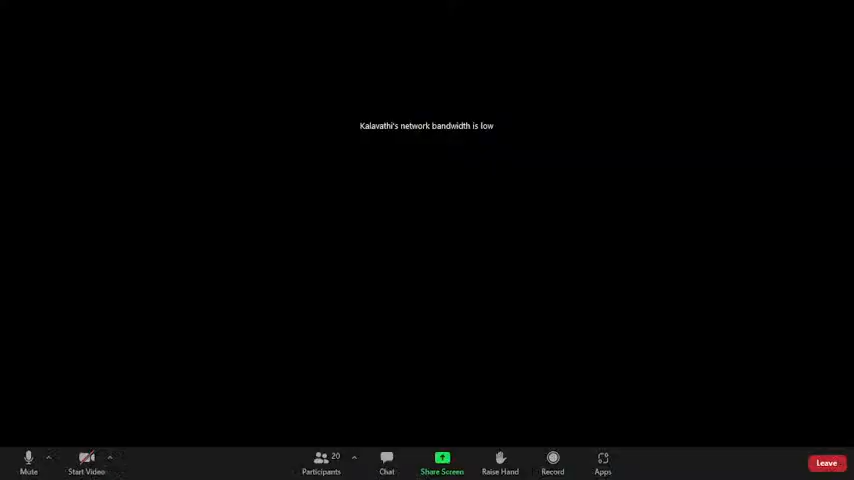 Kalavathi's network bandwidth is low
20
Mute
Start Video
Participants
Chat
Share Screen
Raise Hand
Record
Apps
Leave